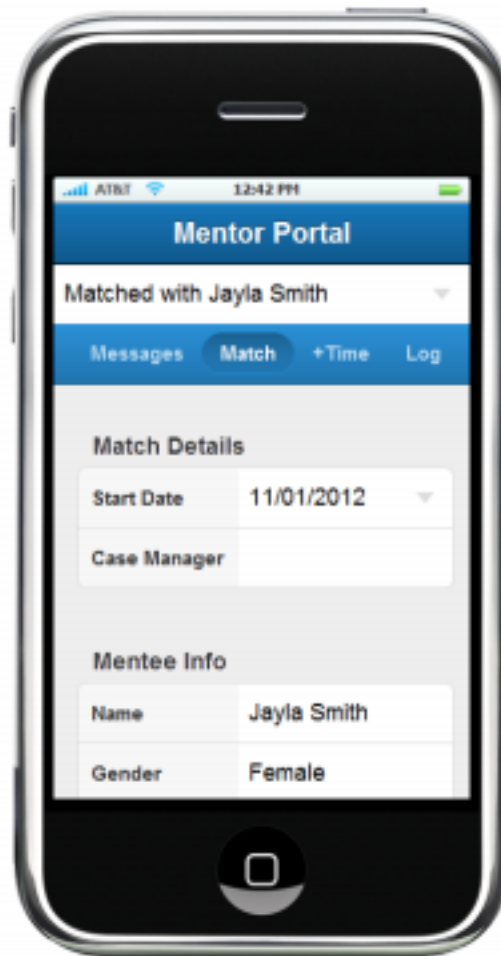 AT&T 12:42 PM
Mentor Portal
Matched with Jayla Smith
Messages Match +Time Log
Match Details
Start Date 11/01/2012
Case Manager
Mentee Info
Name Jayla Smith
Gender Female